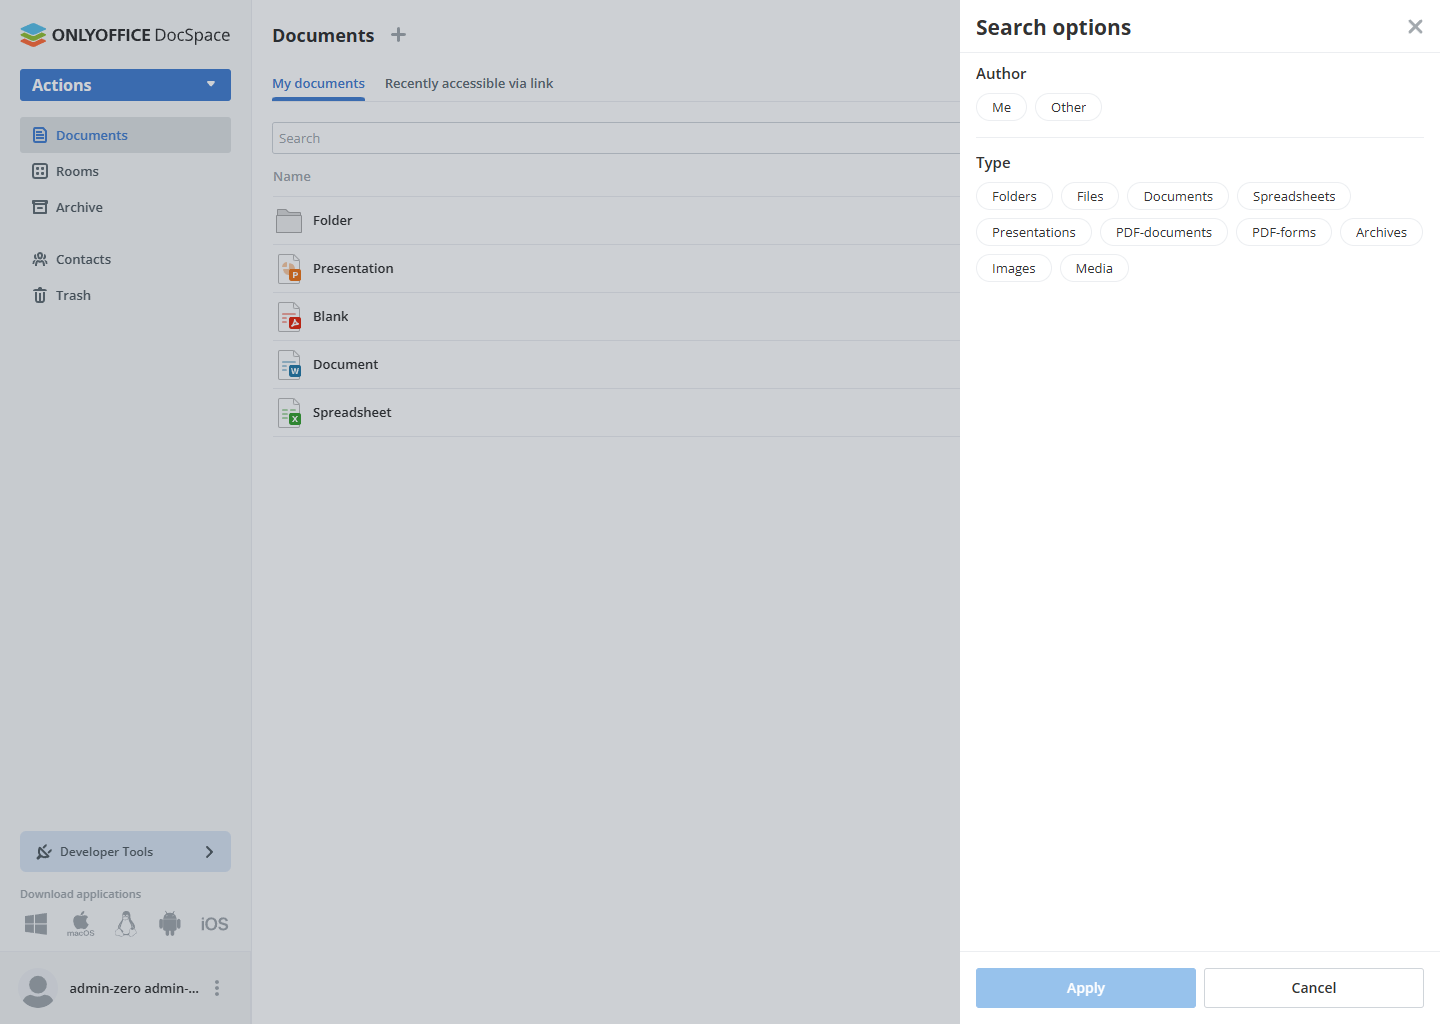 ONLYOFFICE DocSpace
Actions
Documents
Rooms
Archive
Contacts
Trash
Developer Tools
Download applications
macOS
iOS
admin-zero admin-...
Documents
My documents
Recently accessible via link
Search
Name
Folder
Presentation
P
Blank
Document
W
Spreadsheet
X
Search options
Author
Me
Other
Type
Folders
Files
Documents
Spreadsheets
Presentations
PDF-documents
PDF-forms
Archives
Images
Media
Apply
Cancel